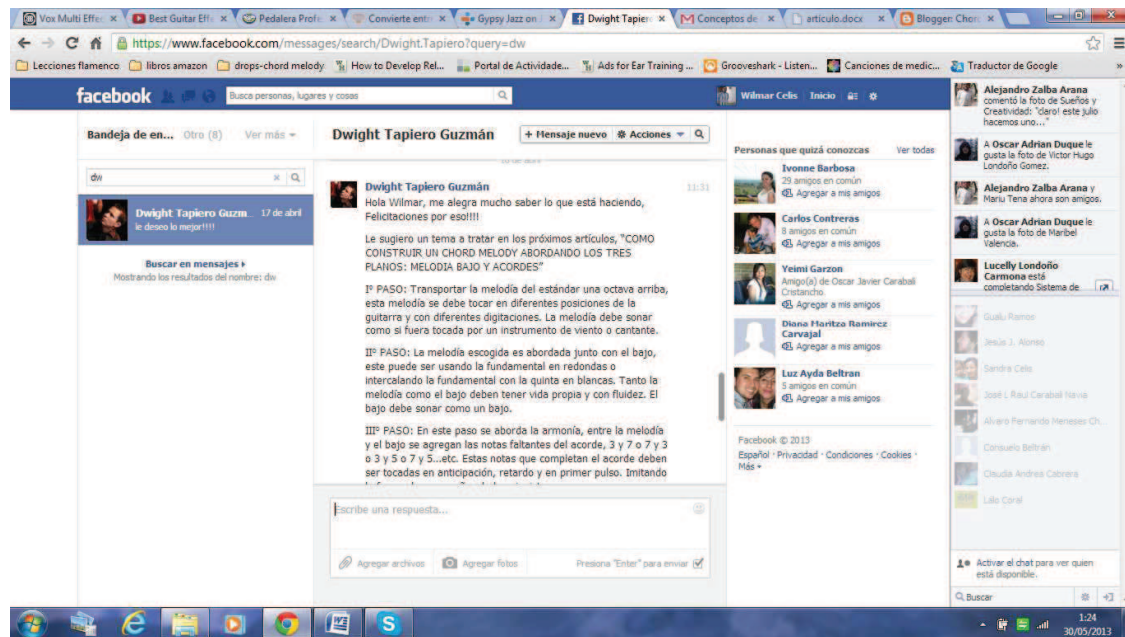 Vox Multi Effe
Best Guitar Eff
Pedalera Profe
Convierte ent
Gypsy Jazz on
Dwight Tapier
Conceptos de
articulo.docx
Blogger: Chor
https://www.facebook.com/messages/search/Dwight.Tapiero?query=dw
Lecciones flamenco
libros amazon
drops-chord melody
How to Develop Rel...
Portal de Actividade...
Ads for Ear Training ...
Grooveshark - Listen...
Canciones de medic...
Traductor de Google
»
facebook
Busca personas, lugares y cosas
Wilmar Celis
Inicio
Bandeja de en...
Otro (8)
Ver más
dw
Dwight Tapiero Guzm...
17 de abril
le deseo lo mejor!!!!
Buscar en mensajes
Mostrando los resultados del nombre: dw
Dwight Tapiero Guzmán
+ Mensaje nuevo
Acciones
Dwight Tapiero Guzmán
11:31
Hola Wilmar, me alegra mucho saber lo que está haciendo,
Felicitaciones por eso!!!!
Le sugiero un tema a tratar en los próximos artículos, "COMO
CONSTRUIR UN CHORD MELODY ABORDANDO LOS TRES
PLANOS: MELODIA BAJO Y ACORDES"
Iº PASO: Transportar la melodía del estándar una octava arriba,
esta melodía se debe tocar en diferentes posiciones de la
guitarra y con diferentes digitaciones. La melodía debe sonar
como si fuera tocada por un instrumento de viento o cantante.
IIº PASO: La melodía escogida es abordada junto con el bajo,
este puede ser usando la fundamental en redondas o
intercalando la fundamental con la quinta en blancas. Tanto la
melodía como el bajo deben tener vida propia y con fluidez. El
bajo debe sonar como un bajo.
IIIº PASO: En este paso se aborda la armonía, entre la melodía
y el bajo se agregan las notas faltantes del acorde, 3 y 7 o 7 y 3
o 3 y 5 o 7 y 5...etc. Estas notas que completan el acorde deben
ser tocadas en anticipación, retardo y en primer pulso. Imitando
Escribe una respuesta...
Agregar archivos
Agregar fotos
Presiona "Enter" para enviar
Personas que quizá conozcas
Ver todas
Ivonne Barbosa
29 amigos en común
Agregar a mis amigos
Carlos Contreras
8 amigos en común
Agregar a mis amigos
Yeimi Garzon
Amigo(a) de Oscar Javier Carabali
Cristancho
Agregar a mis amigos
Diana Maritza Ramirez
Carvajal
Agregar a mis amigos
Luz Ayda Beltran
5 amigos en común
Agregar a mis amigos
Facebook © 2013
Español · Privacidad · Condiciones · Cookies ·
Más
Alejandro Zalba Arana
comentó la foto de Sueños y
Creatividad: "claro! este julio
hacemos uno..."
A Oscar Adrian Duque le
gusta la foto de Victor Hugo
Londoño Gomez.
Alejandro Zalba Arana y
Mariu Tena ahora son amigos.
A Oscar Adrian Duque le
gusta la foto de Maribel
Valencia.
Lucelly Londoño
Carmona está
completando Sistema de
Gualu Ramos
Jesús J. Alonso
Sandra Celis
José L Raul Carabali Navia
Alvaro Fernando Meneses Ch.
Consuelo Beltran
Claudia Andrea Cabrera
Lalo Coral
Activar el chat para ver quien
está disponible.
Buscar
1:24
30/05/2013